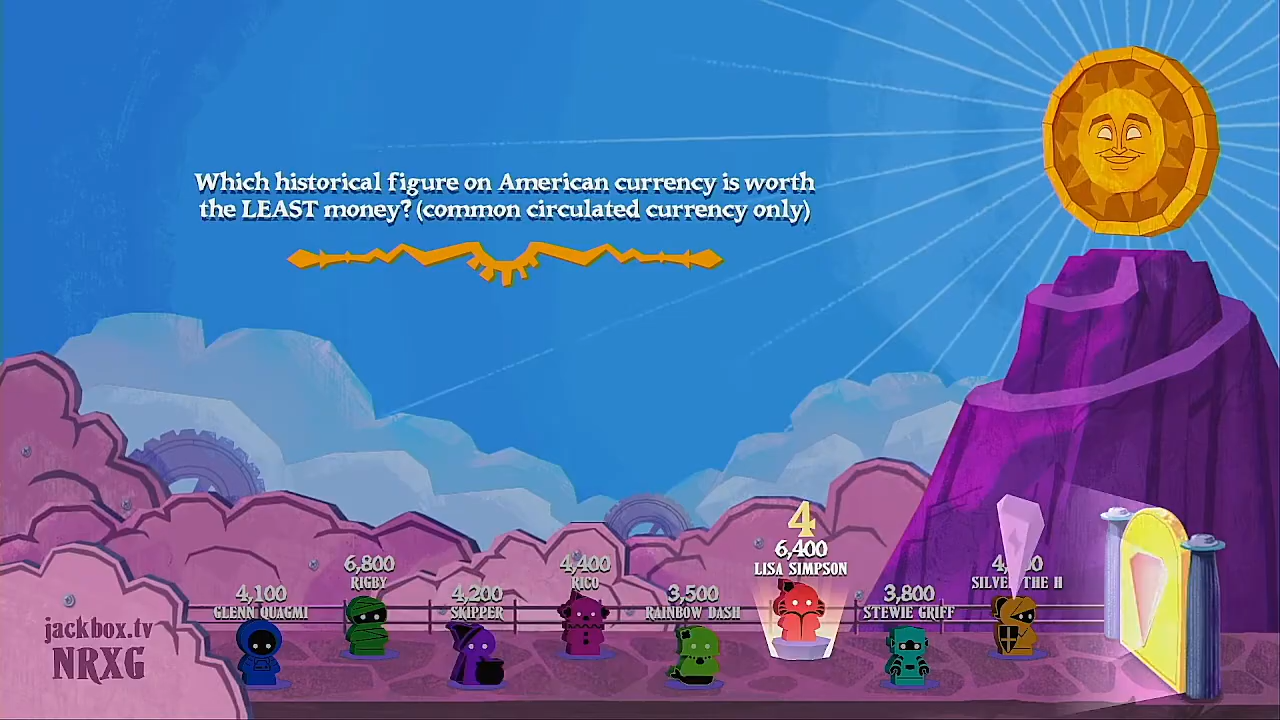 Which historical figure on American currency is worth
the LEAST money? (common circulated currency only)
4
6,400
LISA SIMPSON
6,800
RIGBY
4,400
RICO
SILVER THE H
4,100
GLENN QUAGMI
4,200
SKIPPER
3,500
RAINBOW DASH
3,800
STEWIE GRIFF
jackbox.tv
NRXG